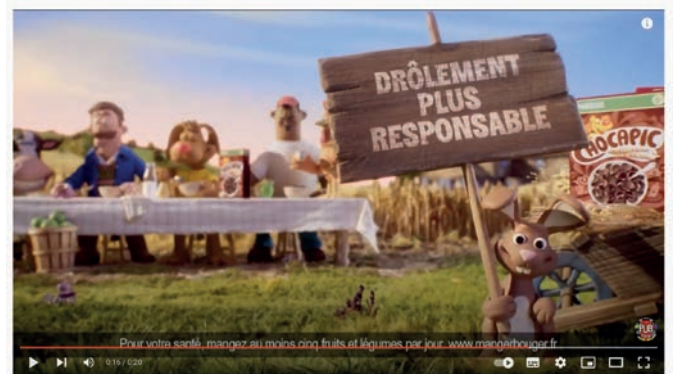 DRÔLEMENT
PLUS
RESPONSABLE
CHOCAPIC
Pour votre santé, mangez au moins cinq fruits et légumes par jour. www.mangerbouger.fr
PUB
0:16 / 0:20